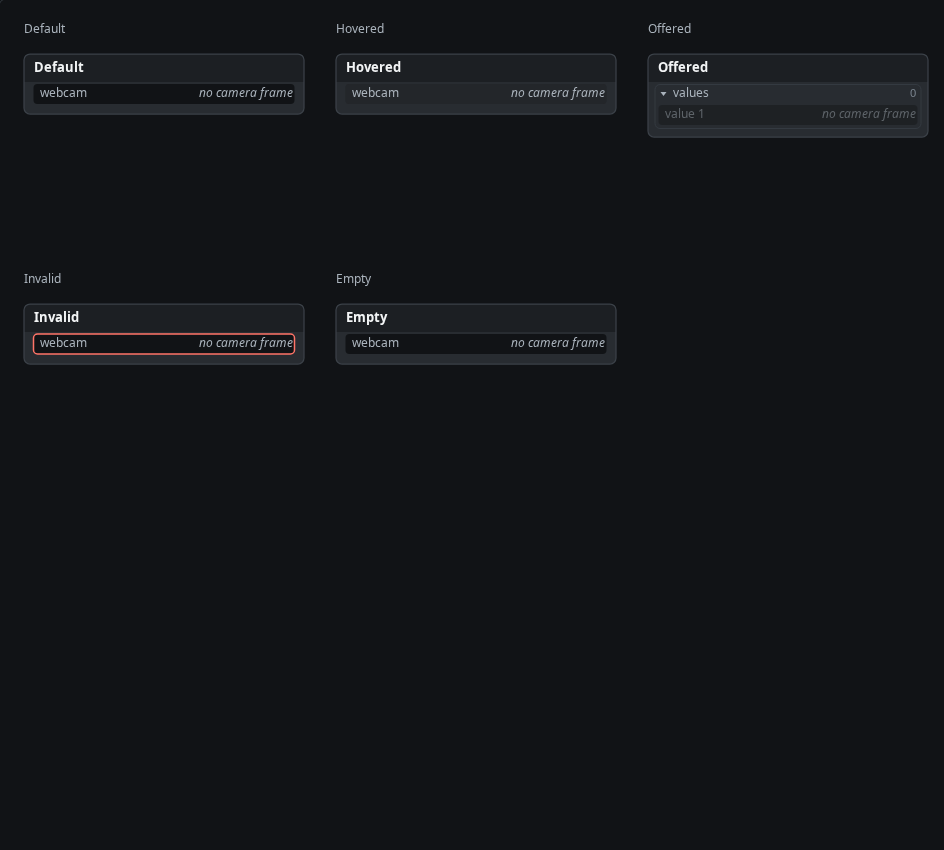 Default
Hovered
Offered
Default
Hovered
Offered
webcam no camera frame
webcam no camera frame
values 0
value 1 no camera frame
Invalid
Empty
Invalid
Empty
webcam no camera frame
webcam no camera frame